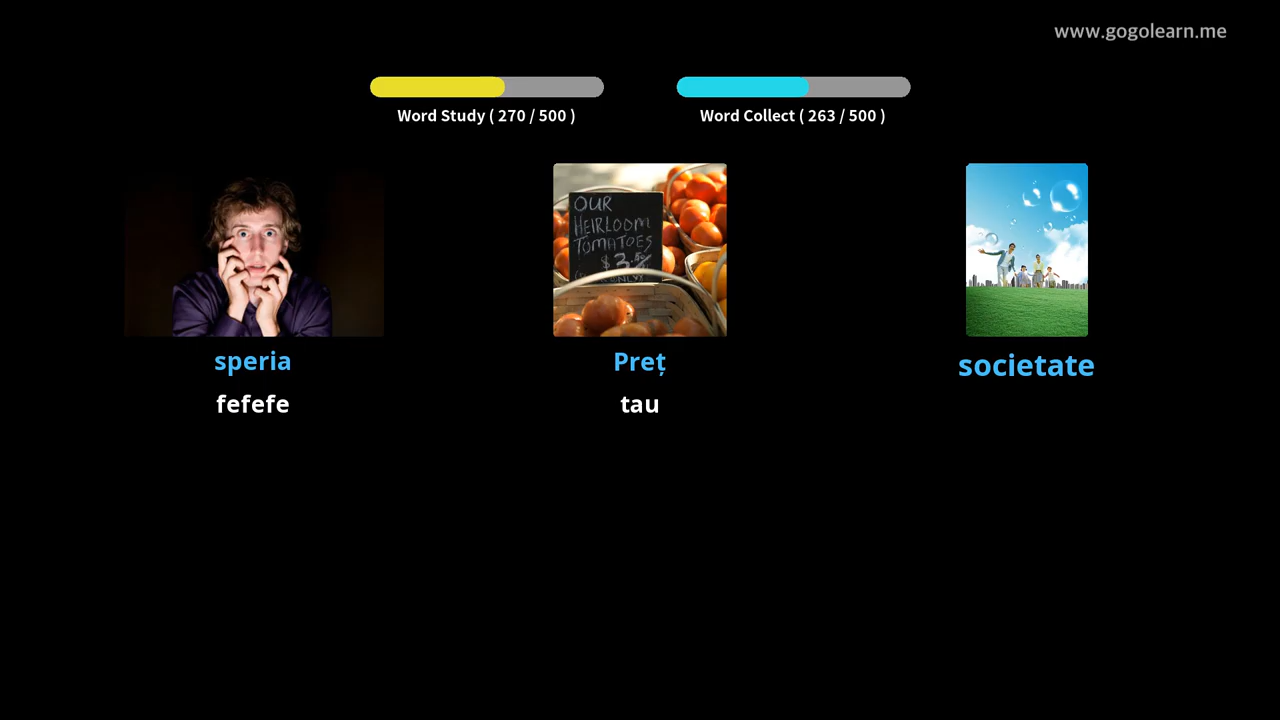 www.gogolearn.me
Word Study ( 270 / 500 )
Word Collect ( 263 / 500 )
OUR
HEIRLOOM
TOMATOES
speria
Preț
societate
fefefe
tau